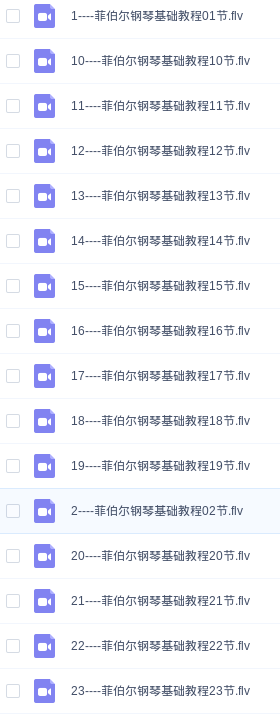 1----菲伯尔钢琴基础教程01节.flv
10----菲伯尔钢琴基础教程10节.flv
11----菲伯尔钢琴基础教程11节.flv
12----菲伯尔钢琴基础教程12节.flv
13----菲伯尔钢琴基础教程13节.flv
14----菲伯尔钢琴基础教程14节.flv
15----菲伯尔钢琴基础教程15节.flv
16----菲伯尔钢琴基础教程16节.flv
17----菲伯尔钢琴基础教程17节.flv
18----菲伯尔钢琴基础教程18节.flv
19----菲伯尔钢琴基础教程19节.flv
2----菲伯尔钢琴基础教程02节.flv
20----菲伯尔钢琴基础教程20节.flv
21----菲伯尔钢琴基础教程21节.flv
22----菲伯尔钢琴基础教程22节.flv
23----菲伯尔钢琴基础教程23节.flv